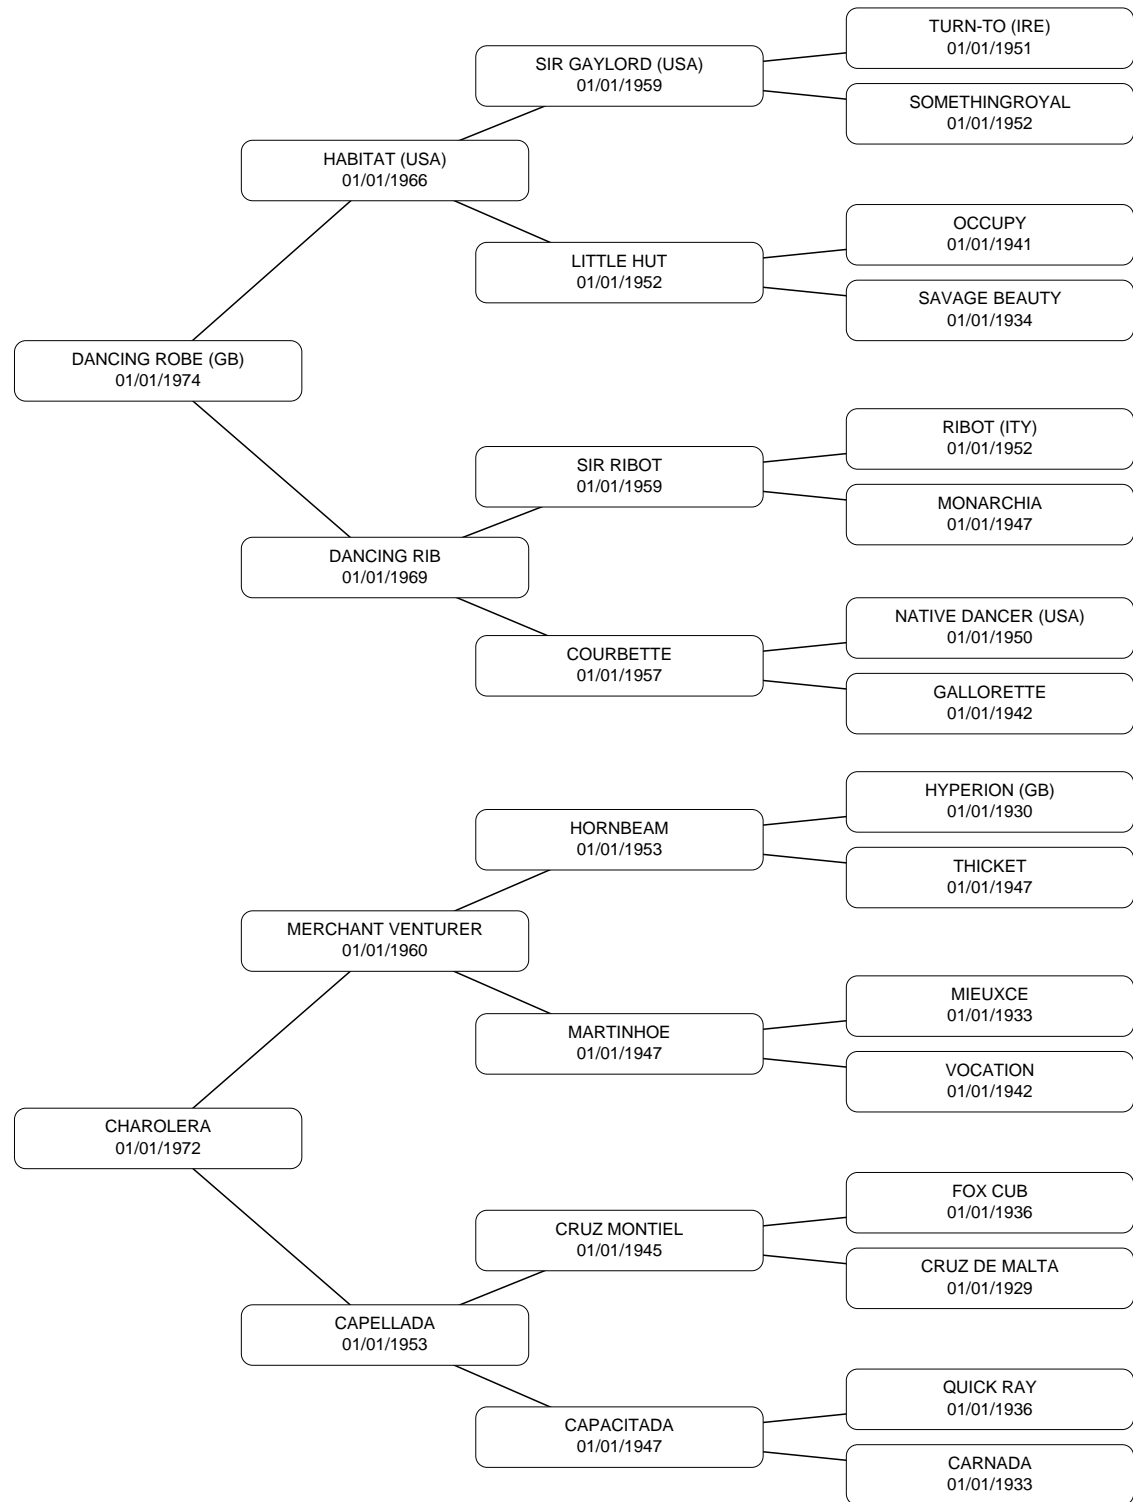 TURN-TO (IRE)
01/01/1951
SIR GAYLORD (USA)
01/01/1959
SOMETHINGROYAL
01/01/1952
HABITAT (USA)
01/01/1966
OCCUPY
01/01/1941
LITTLE HUT
01/01/1952
SAVAGE BEAUTY
01/01/1934
DANCING ROBE (GB)
01/01/1974
RIBOT (ITY)
01/01/1952
SIR RIBOT
01/01/1959
MONARCHIA
01/01/1947
DANCING RIB
01/01/1969
NATIVE DANCER (USA)
01/01/1950
COURBETTE
01/01/1957
GALLORETTE
01/01/1942
HYPERION (GB)
01/01/1930
HORNBEAM
01/01/1953
THICKET
01/01/1947
MERCHANT VENTURER
01/01/1960
MIEUXCE
01/01/1933
MARTINHOE
01/01/1947
VOCATION
01/01/1942
CHAROLERA
01/01/1972
FOX CUB
01/01/1936
CRUZ MONTIEL
01/01/1945
CRUZ DE MALTA
01/01/1929
CAPELLADA
01/01/1953
QUICK RAY
01/01/1936
CAPACITADA
01/01/1947
CARNADA
01/01/1933